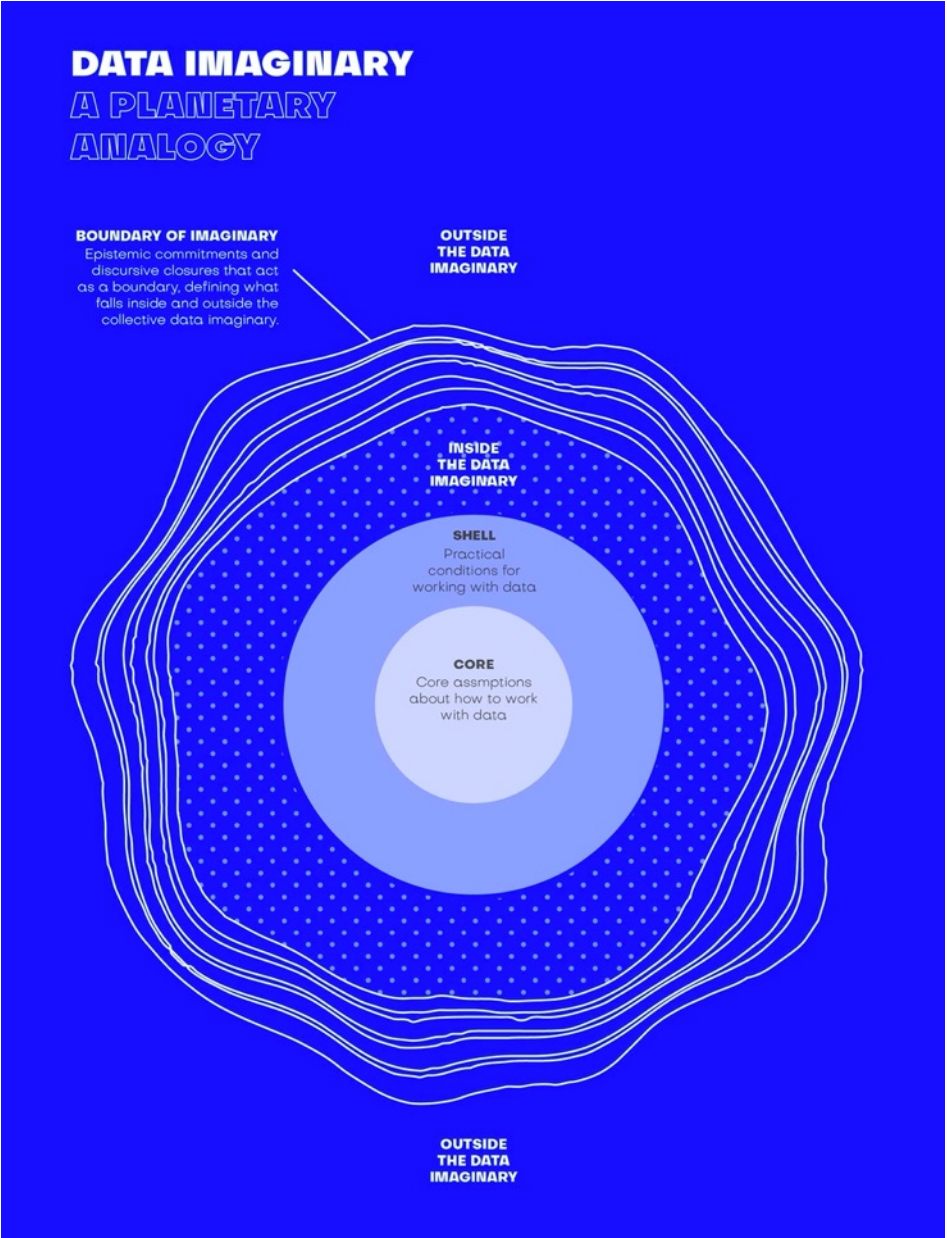 DATA IMAGINARY
A PLANETARY
ANALOGY
BOUNDARY OF IMAGINARY
Epistemic commitments and
discursive closures that act
as a boundary, defining what
falls inside and outside the
collective data imaginary.
OUTSIDE
THE DATA
IMAGINARY
INSIDE
THE DATA
IMAGINARY
SHELL
Practical
conditions for
working with data
CORE
Core assmptions
about how to work
with data
OUTSIDE
THE DATA
IMAGINARY